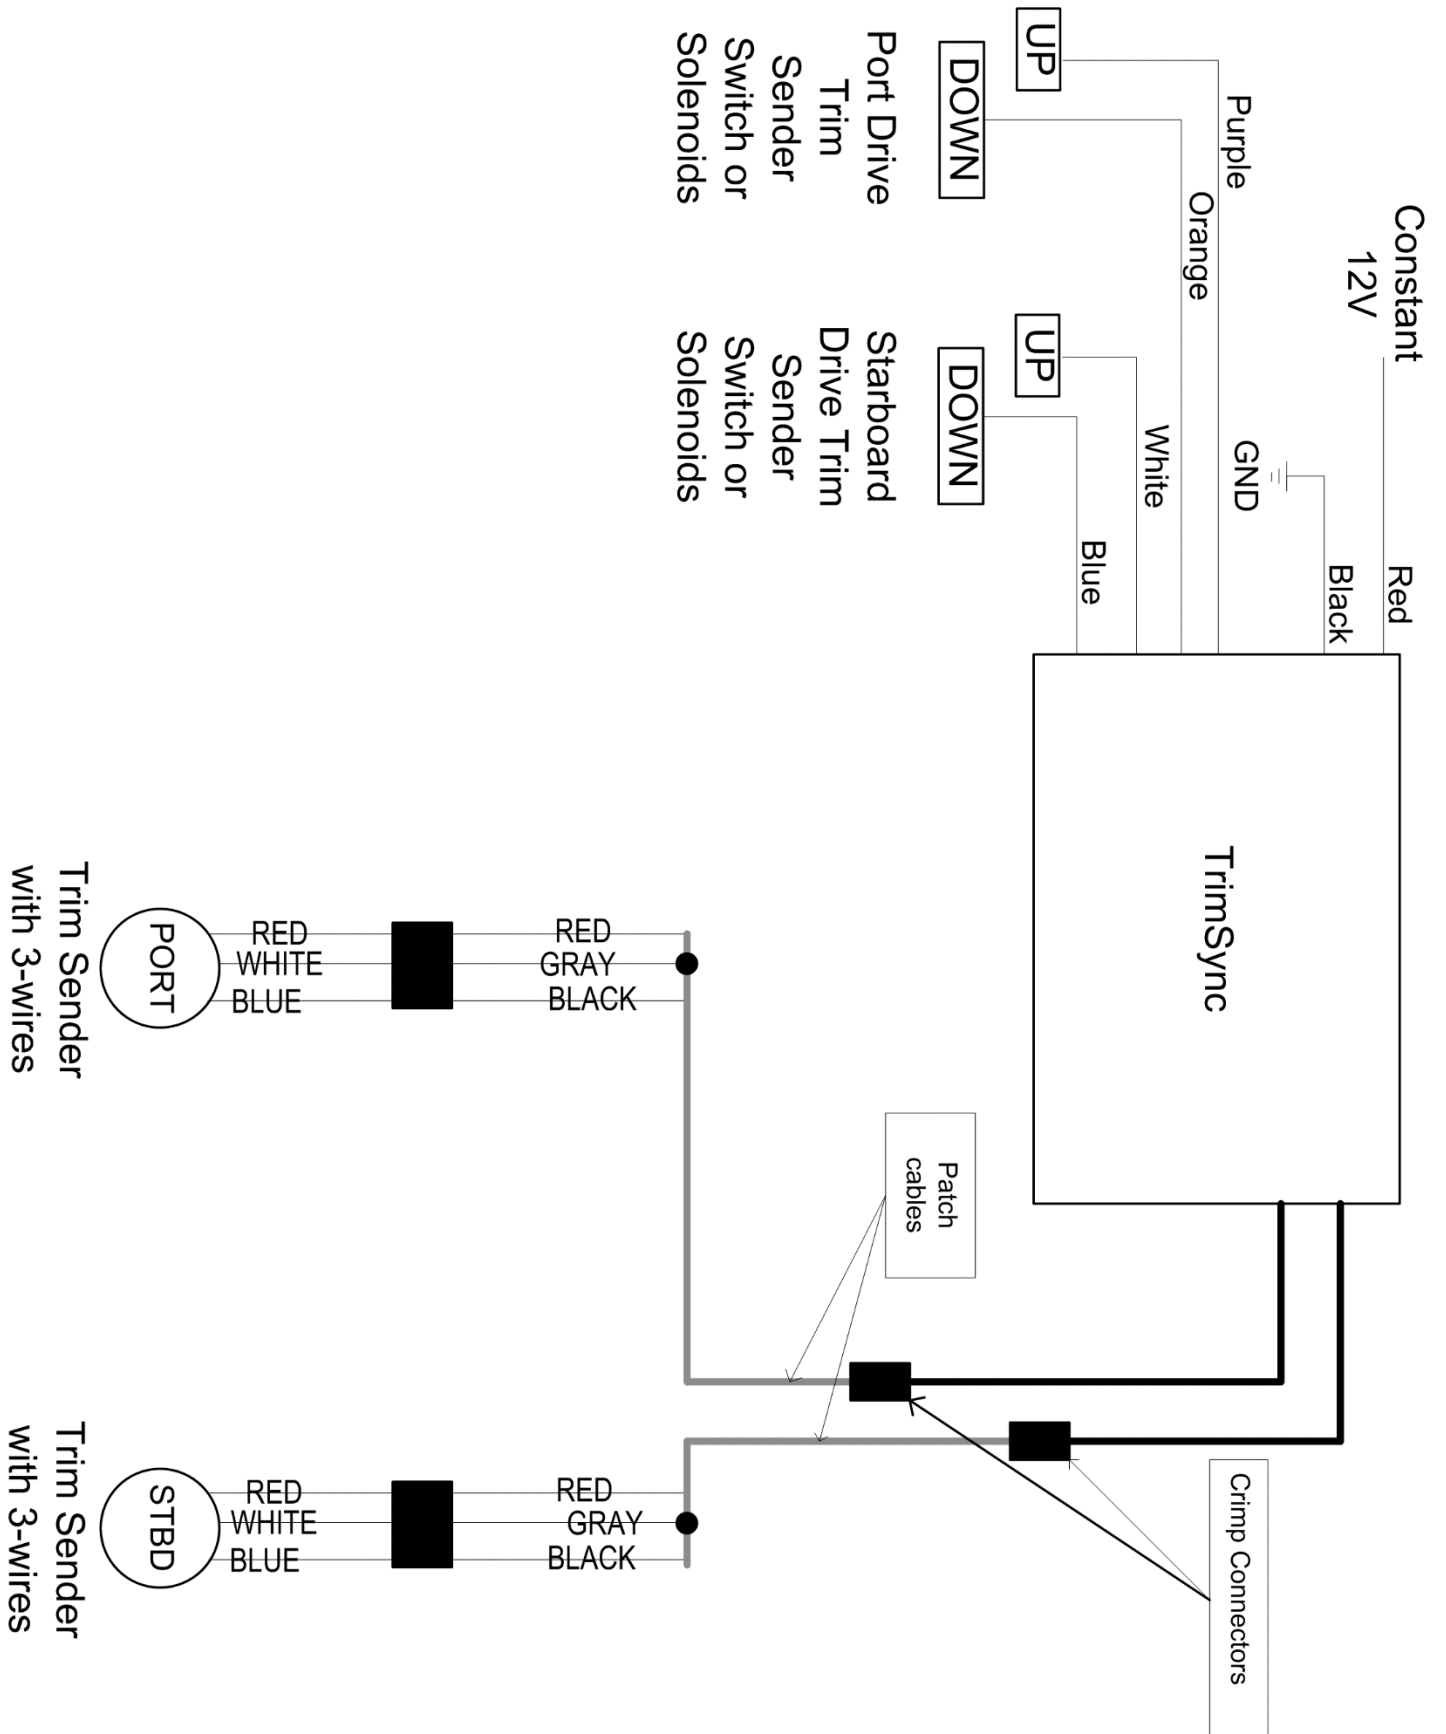 Constant
12V
Red
Black
GND
Purple
Orange
White
Blue
UP
DOWN
Port Drive
Trim
Sender
Switch or
Solenoids
UP
DOWN
Starboard
Drive Trim
Sender
Switch or
Solenoids
TrimSync
Patch
cables
Crimp Connectors
RED
GRAY
BLACK
RED
WHITE
BLUE
PORT
Trim Sender
with 3-wires
RED
GRAY
BLACK
RED
WHITE
BLUE
STBD
Trim Sender
with 3-wires